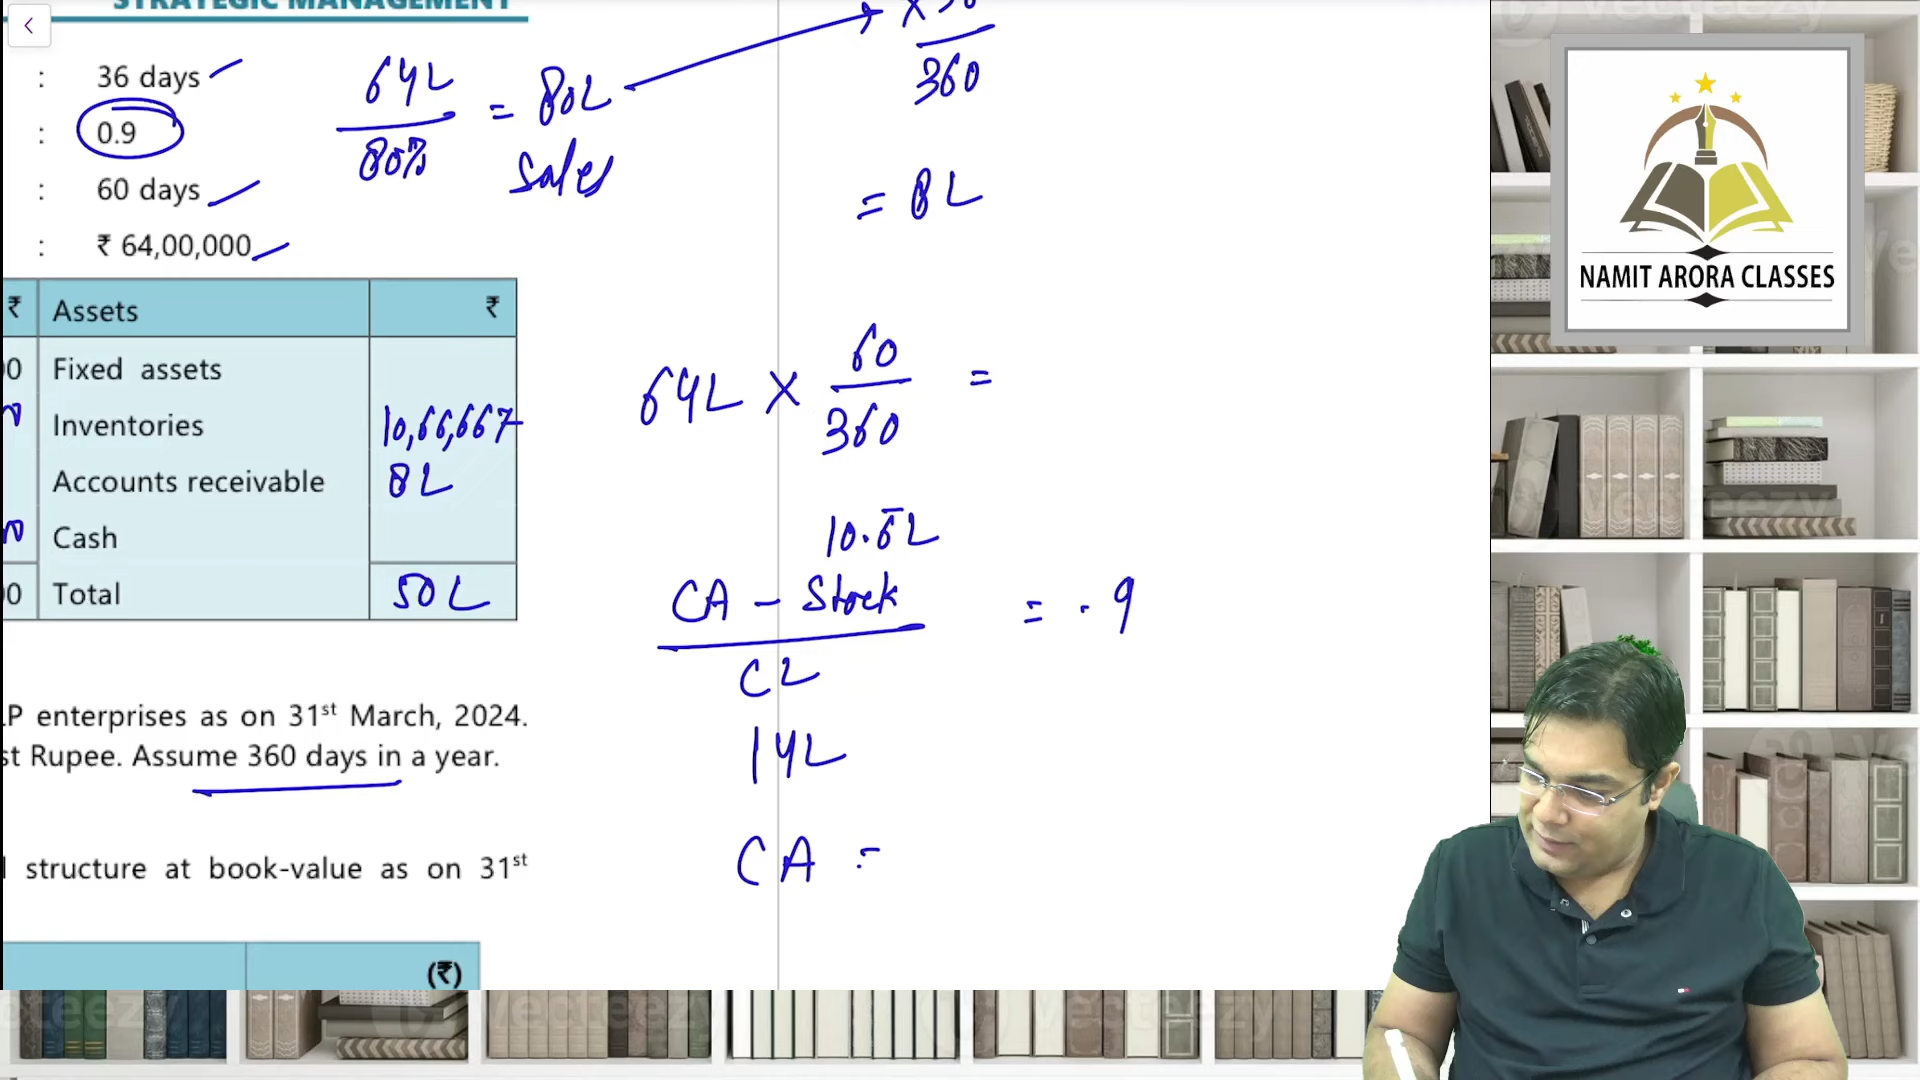 STRATEGIC MANAGEMENT
: 36 days
: 0.9
: 60 days
: ₹ 64,00,000
64L
80%
= 80L
sales
360
= 8L
₹ Assets ₹
Fixed assets
Inventories 10,66,667
Accounts receivable 8L
Cash
Total 50L
64L × 60/360 =
10.6L
CA - Stock
CL
= .9
14L
CA =
P enterprises as on 31st March, 2024.
st Rupee. Assume 360 days in a year.
structure at book-value as on 31st
(₹)
NAMIT ARORA CLASSES